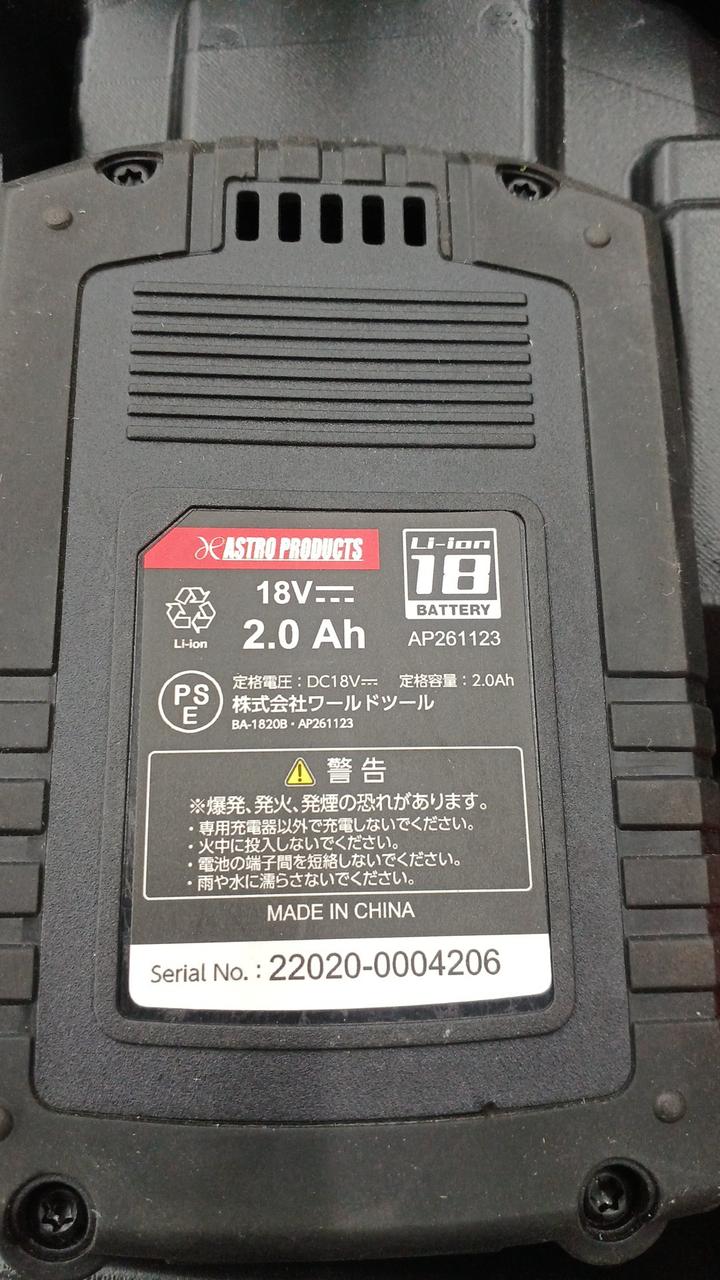 ASTRO PRODUCTS
Li-ion
18
BATTERY
AP261123
18V
2.0 Ah
Li-ion
PS
E
定格電圧：DC18V 定格容量：2.0Ah
株式会社ワールドツール
BA-1820B・AP261123
警告
※爆発、発火、発煙の恐れがあります。
・専用充電器以外で充電しないでください。
・火中に投入しないでください。
・電池の端子間を短絡しないでください。
・雨や水に濡らさないでください。
MADE IN CHINA
Serial No.：22020-0004206